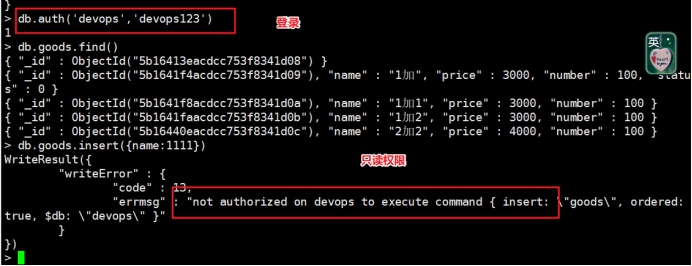 }
> db.auth('devops','devops123')
登录
1
> db.goods.find()
{ "_id" : ObjectId("5b16413eacdcc753f8341d08") }
{ "_id" : ObjectId("5b1641f4acdcc753f8341d09"), "name" : "1加", "price" : 3000, "number" : 100, "statu
s" : 0 }
{ "_id" : ObjectId("5b1641f8acdcc753f8341d0a"), "name" : "1加1", "price" : 3000, "number" : 100 }
{ "_id" : ObjectId("5b1641faacdcc753f8341d0b"), "name" : "1加2", "price" : 3000, "number" : 100 }
{ "_id" : ObjectId("5b16440eacdcc753f8341d0c"), "name" : "2加2", "price" : 4000, "number" : 100 }
> db.goods.insert({name:1111})
WriteResult({
只读权限
"writeError" : {
"code" : 13,
"errmsg" : "not authorized on devops to execute command { insert: \"goods\", ordered:
true, $db: \"devops\" }"
}
})
>
英